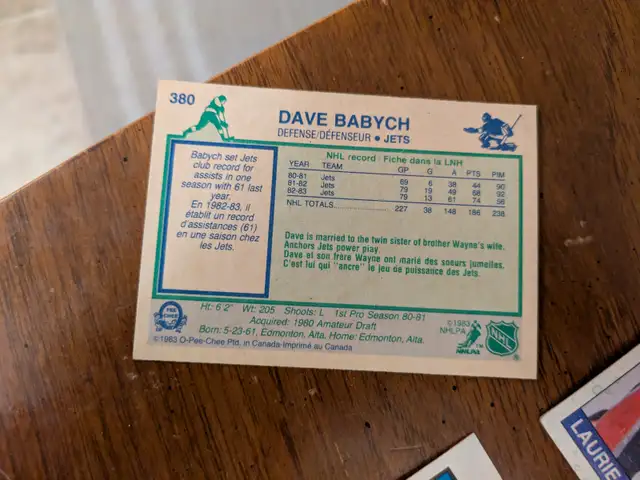 380
DAVE BABYCH
DEFENSE/DÉFENSEUR • JETS
Babych set Jets
club record for
assists in one
season with 61 last
year.
En 1982-83, il
établit un record
d'assistances (61)
en une saison chez
les Jets.
NHL record / Fiche dans la LNH
YEAR TEAM GP G A PTS PIM
80-81 Jets 69 6 38 44 90
81-82 Jets 79 19 49 68 92
82-83 Jets 79 13 61 74 56
NHL TOTALS 227 38 148 186 238
Dave is married to the twin sister of brother Wayne's wife.
Anchors Jets power play.
Dave et son frère Wayne ont marié des soeurs jumelles.
C'est lui qui "ancre" le jeu de puissance des Jets.
Ht: 6'2" Wt: 205 Shoots: L 1st Pro Season 80-81
Acquired: 1980 Amateur Draft
Born: 5-23-61, Edmonton, Alta. Home: Edmonton, Alta.
©1983 O-Pee-Chee Ptd. in Canada-Imprimé au Canada
O-PEE-CHEE
©1983
NHLPA
NHLPA
NHL
LAURIE